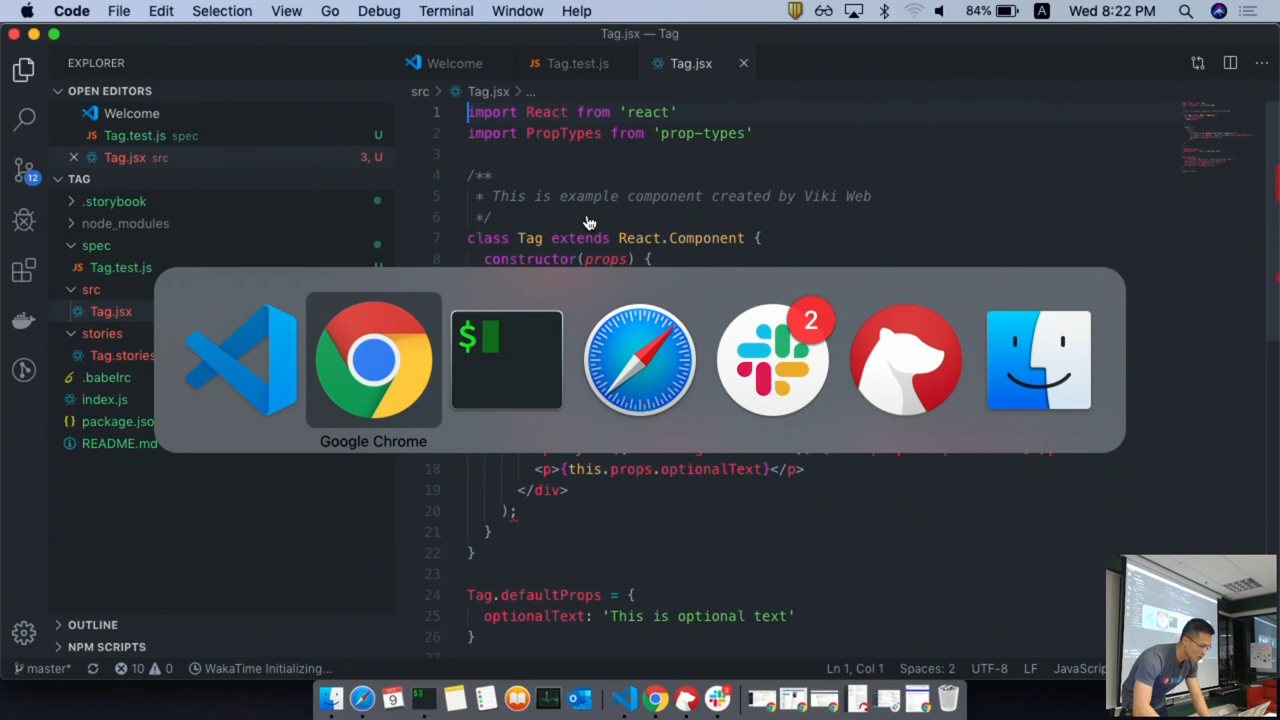 Code File Edit Selection View Go Debug Terminal Window Help 84% A Wed 8:22 PM
Tag.jsx — Tag
EXPLORER
Welcome
Tag.test.js
Tag.jsx
OPEN EDITORS
Welcome
Tag.test.js spec U
Tag.jsx src 3, U
TAG
.storybook
node_modules
spec
Tag.test.js U
src
Tag.jsx
stories
Tag.stories
.babelrc
index.js
package.jso
README.md
OUTLINE
NPM SCRIPTS
12
src > Tag.jsx > ...
1 import React from 'react'
2 import PropTypes from 'prop-types'
3
4 /**
5 * This is example component created by Viki Web
6 */
7 class Tag extends React.Component {
8 constructor(props) {
$
2
Google Chrome
18 <p>{this.props.optionalText}</p>
19 </div>
20 );
21 }
22 }
23
24 Tag.defaultProps = {
25 optionalText: 'This is optional text'
26 }
master* 10 0 WakaTime Initializing... Ln 1, Col 1 Spaces: 2 UTF-8 LF JavaScrip
9